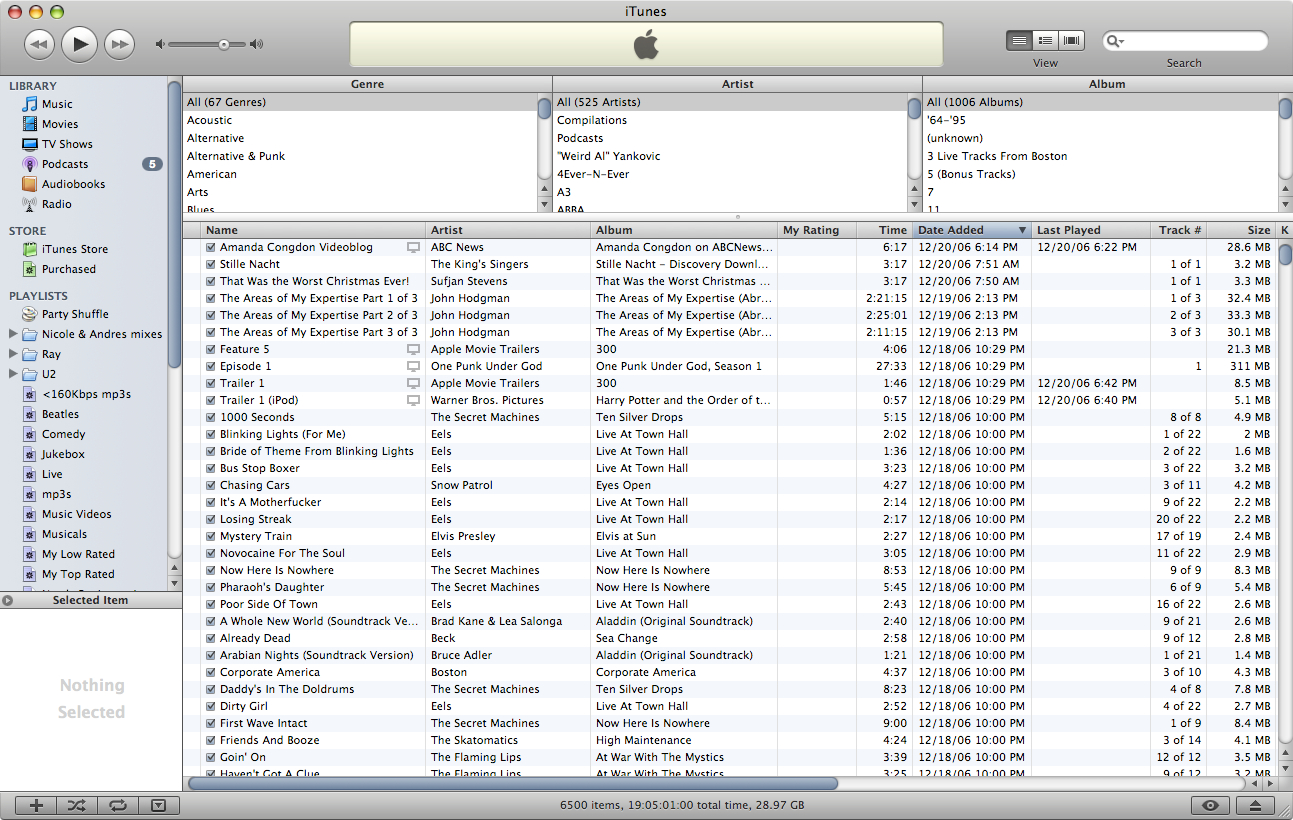 iTunes
View
Search
LIBRARY
Music
Movies
TV Shows
Podcasts 5
Audiobooks
Radio
STORE
iTunes Store
Purchased
PLAYLISTS
Party Shuffle
Nicole & Andres mixes
Ray
U2
<160Kbps mp3s
Beatles
Comedy
Jukebox
Live
mp3s
Music Videos
Musicals
My Low Rated
My Top Rated
Selected Item
Nothing
Selected
Genre
All (67 Genres)
Acoustic
Alternative
Alternative & Punk
American
Arts
Blues
Artist
All (525 Artists)
Compilations
Podcasts
"Weird Al" Yankovic
4Ever-N-Ever
A3
ABBA
Album
All (1006 Albums)
'64-'95
(unknown)
3 Live Tracks From Boston
5 (Bonus Tracks)
7
11
Name Artist Album My Rating Time Date Added Last Played Track # Size K
Amanda Congdon Videoblog ABC News Amanda Congdon on ABCNews... 6:17 12/20/06 6:14 PM 12/20/06 6:22 PM 28.6 MB
Stille Nacht The King's Singers Stille Nacht – Discovery Downl... 3:17 12/20/06 7:51 AM 1 of 1 3.2 MB
That Was the Worst Christmas Ever! Sufjan Stevens That Was the Worst Christmas ... 3:17 12/20/06 7:50 AM 1 of 1 3.3 MB
The Areas of My Expertise Part 1 of 3 John Hodgman The Areas of My Expertise (Abr... 2:21:15 12/19/06 2:13 PM 1 of 3 32.4 MB
The Areas of My Expertise Part 2 of 3 John Hodgman The Areas of My Expertise (Abr... 2:25:01 12/19/06 2:13 PM 2 of 3 33.3 MB
The Areas of My Expertise Part 3 of 3 John Hodgman The Areas of My Expertise (Abr... 2:11:15 12/19/06 2:13 PM 3 of 3 30.1 MB
Feature 5 Apple Movie Trailers 300 4:06 12/18/06 10:29 PM 21.3 MB
Episode 1 One Punk Under God One Punk Under God, Season 1 27:33 12/18/06 10:29 PM 1 311 MB
Trailer 1 Apple Movie Trailers 300 1:46 12/18/06 10:29 PM 12/20/06 6:42 PM 8.5 MB
Trailer 1 (iPod) Warner Bros. Pictures Harry Potter and the Order of t... 0:57 12/18/06 10:29 PM 12/20/06 6:40 PM 5.1 MB
1000 Seconds The Secret Machines Ten Silver Drops 5:15 12/18/06 10:00 PM 8 of 8 4.9 MB
Blinking Lights (For Me) Eels Live At Town Hall 2:02 12/18/06 10:00 PM 1 of 22 2 MB
Bride of Theme From Blinking Lights Eels Live At Town Hall 1:36 12/18/06 10:00 PM 2 of 22 1.6 MB
Bus Stop Boxer Eels Live At Town Hall 3:23 12/18/06 10:00 PM 3 of 22 3.2 MB
Chasing Cars Snow Patrol Eyes Open 4:27 12/18/06 10:00 PM 3 of 11 4.2 MB
It's A Motherfucker Eels Live At Town Hall 2:14 12/18/06 10:00 PM 9 of 22 2.2 MB
Losing Streak Eels Live At Town Hall 2:17 12/18/06 10:00 PM 20 of 22 2.2 MB
Mystery Train Elvis Presley Elvis at Sun 2:27 12/18/06 10:00 PM 17 of 19 2.4 MB
Novocaine For The Soul Eels Live At Town Hall 3:05 12/18/06 10:00 PM 11 of 22 2.9 MB
Now Here Is Nowhere The Secret Machines Now Here Is Nowhere 8:53 12/18/06 10:00 PM 9 of 9 8.3 MB
Pharaoh's Daughter The Secret Machines Now Here Is Nowhere 5:45 12/18/06 10:00 PM 6 of 9 5.4 MB
Poor Side Of Town Eels Live At Town Hall 2:43 12/18/06 10:00 PM 16 of 22 2.6 MB
A Whole New World (Soundtrack Ve... Brad Kane & Lea Salonga Aladdin (Original Soundtrack) 2:40 12/18/06 10:00 PM 9 of 21 2.6 MB
Already Dead Beck Sea Change 2:58 12/18/06 10:00 PM 9 of 12 2.8 MB
Arabian Nights (Soundtrack Version) Bruce Adler Aladdin (Original Soundtrack) 1:21 12/18/06 10:00 PM 1 of 21 1.4 MB
Corporate America Boston Corporate America 4:37 12/18/06 10:00 PM 3 of 10 4.3 MB
Daddy's In The Doldrums The Secret Machines Ten Silver Drops 8:23 12/18/06 10:00 PM 4 of 8 7.8 MB
Dirty Girl Eels Live At Town Hall 2:52 12/18/06 10:00 PM 4 of 22 2.7 MB
First Wave Intact The Secret Machines Now Here Is Nowhere 9:00 12/18/06 10:00 PM 1 of 9 8.4 MB
Friends And Booze The Skatomatics High Maintenance 4:24 12/18/06 10:00 PM 3 of 14 4.1 MB
Goin' On The Flaming Lips At War With The Mystics 3:39 12/18/06 10:00 PM 12 of 12 3.5 MB
Haven't Got A Clue The Flaming Lips At War With The Mystics 3:25 12/18/06 10:00 PM 9 of 12 3.2 MB
6500 items, 19:05:01:00 total time, 28.97 GB